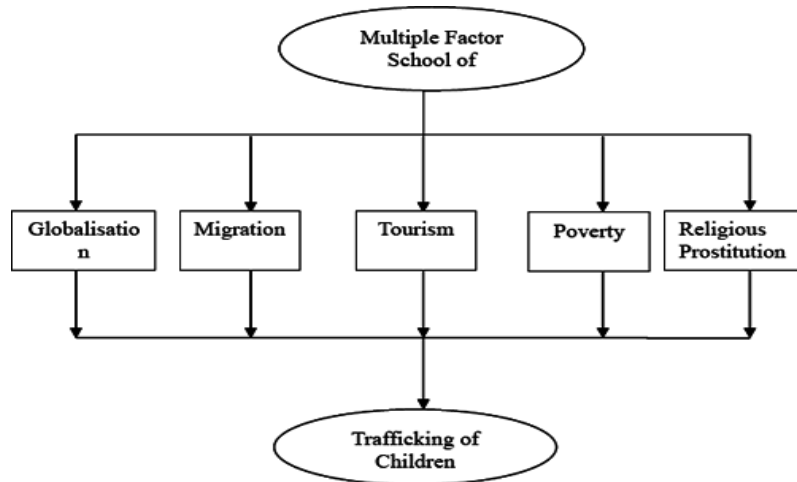 Multiple Factor
School of
Globalisatio
n
Migration
Tourism
Poverty
Religious
Prostitution
Trafficking of
Children